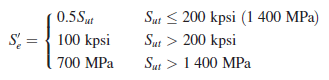 0.5Sut Sut ≤ 200 kpsi (1 400 MPa)
S′e = { 100 kpsi Sut > 200 kpsi
700 MPa Sut > 1 400 MPa